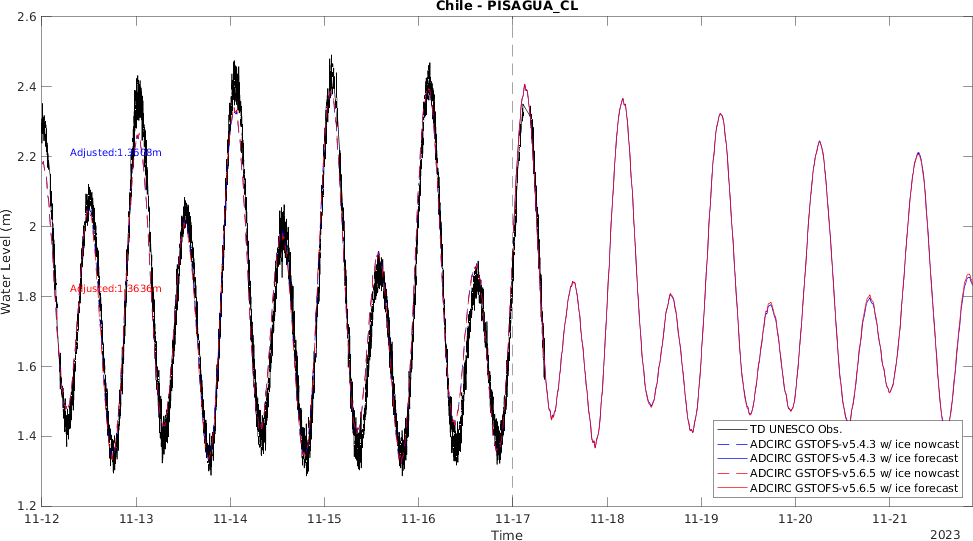 Chile - PISAGUA_CL
2.6
2.4
2.2
2
1.8
1.6
1.4
1.2
Water Level (m)
Adjusted:1.3636m
11-12
11-13
11-14
11-15
11-16
11-17
11-18
11-19
11-20
11-21
Time
2023
TD UNESCO Obs.
ADCIRC GSTOFS-v5.4.3 w/ ice nowcast
ADCIRC GSTOFS-v5.4.3 w/ ice forecast
ADCIRC GSTOFS-v5.6.5 w/ ice nowcast
ADCIRC GSTOFS-v5.6.5 w/ ice forecast